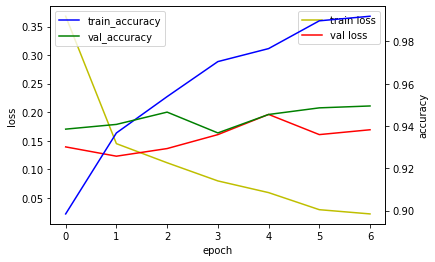 train_accuracy
val_accuracy
train loss
val loss
loss
0.35
0.30
0.25
0.20
0.15
0.10
0.05
accuracy
0.98
0.96
0.94
0.92
0.90
0 1 2 3 4 5 6
epoch